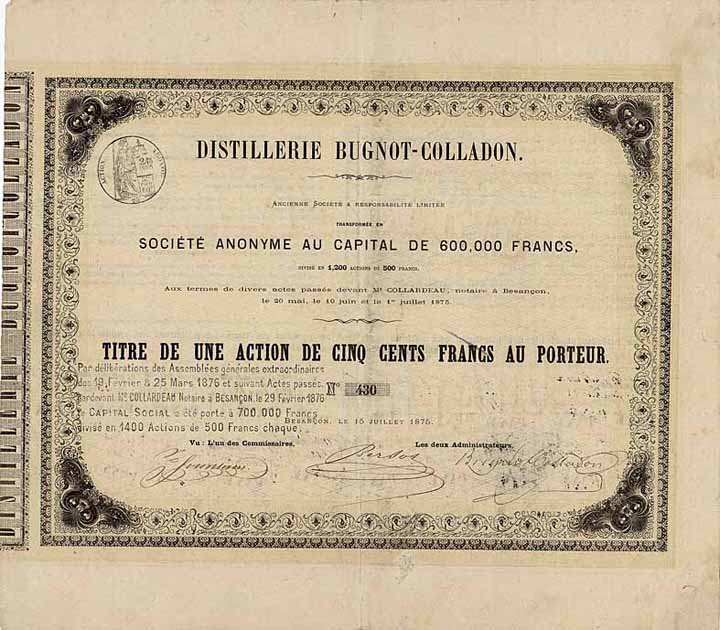 DISTILLERIE BUGNOT-COLLADON
DISTILLERIE BUGNOT-COLLADON.
ANCIENNE SOCIÉTÉ A RESPONSABILITÉ LIMITÉE
TRANSFORMÉE EN
SOCIÉTÉ ANONYME AU CAPITAL DE 600,000 FRANCS,
DIVISÉ EN 1,200 ACTIONS DE 500 FRANCS.
Aux termes de divers actes passés devant Me COLLARDEAU, notaire à Besançon,
le 20 mai, le 10 juin et le 1er juillet 1875.
TITRE DE UNE ACTION DE CINQ CENTS FRANCS AU PORTEUR.
Par délibérations des Assemblées générales extraordinaires
des 19 Février & 25 Mars 1876 et suivant Actes passés
Pardevant Me COLLARDEAU Notaire à BESANÇON, le 29 Février 1876
le CAPITAL SOCIAL a été porté à 700.000 Francs
divisé en 1400 Actions de 500 Francs chaque
No 430
BESANÇON, LE 15 JUILLET 1875.
Vu : L'un des Commissaires.
Les deux Administrateurs,
Bugnot Colladon